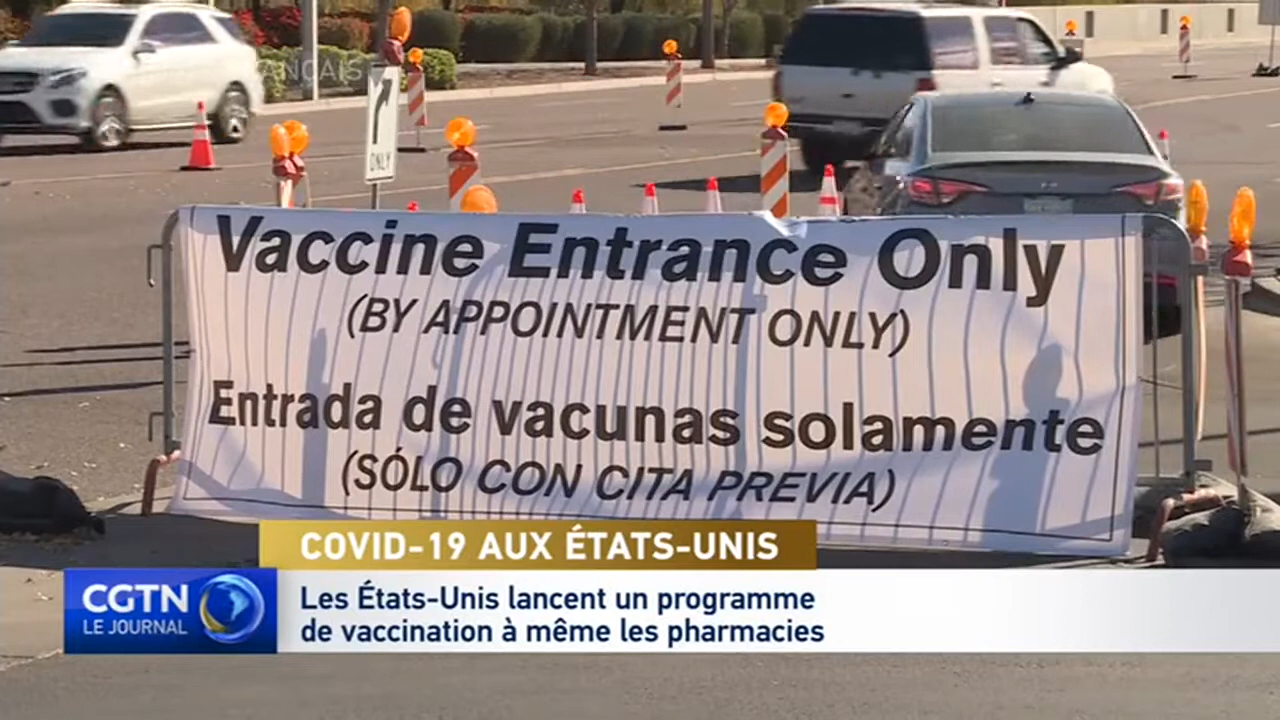 ANÇAIS
ONLY
Vaccine Entrance Only
(BY APPOINTMENT ONLY)
Entrada de vacunas solamente
(SÓLO CON CITA PREVIA)
COVID-19 AUX ÉTATS-UNIS
CGTN
LE JOURNAL
Les États-Unis lancent un programme
de vaccination à même les pharmacies